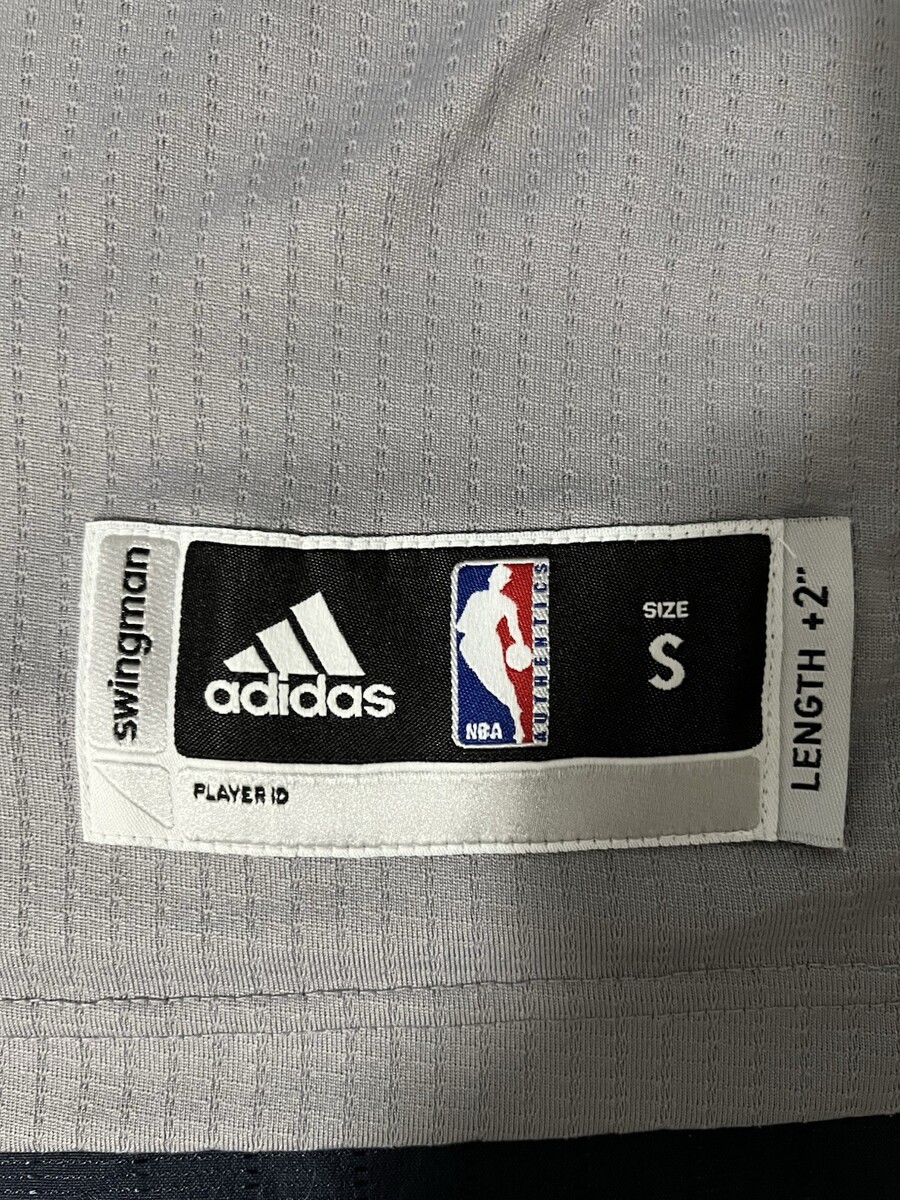 swingman
adidas
NBA
AUTHENTICS
SIZE
S
LENGTH +2"
PLAYER ID